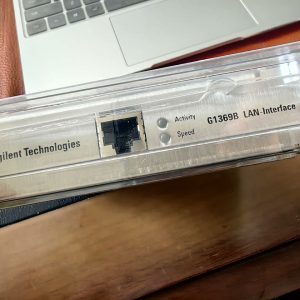 gilent Technologies
Activity
Speed
G1369B LAN-Interface